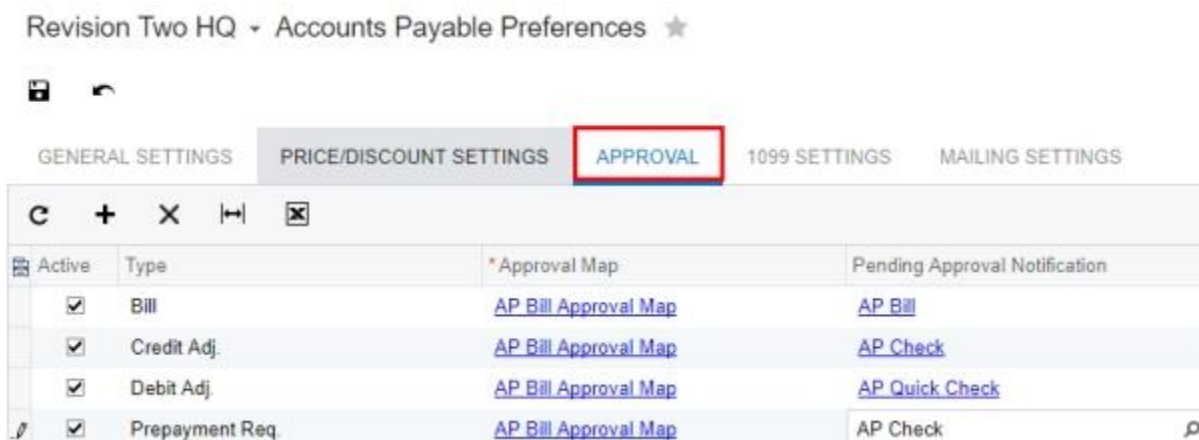 Revision Two HQ Accounts Payable Preferences
GENERAL SETTINGS PRICE/DISCOUNT SETTINGS APPROVAL 1099 SETTINGS MAILING SETTINGS
Active Type * Approval Map Pending Approval Notification
Bill AP Bill Approval Map AP Bill
Credit Adj. AP Bill Approval Map AP Check
Debit Adj. AP Bill Approval Map AP Quick Check
Prepayment Req. AP Bill Approval Map AP Check